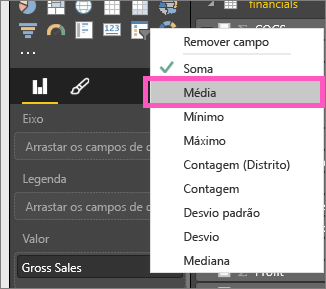 financials
COGS
Remover campo
Soma
Média
Mínimo
Máximo
Contagem (Distrito)
Contagem
Desvio padrão
Desvio
Mediana
Eixo
Arrastar os campos de
Legenda
Arrastar os campos de
Valor
Gross Sales
Profit